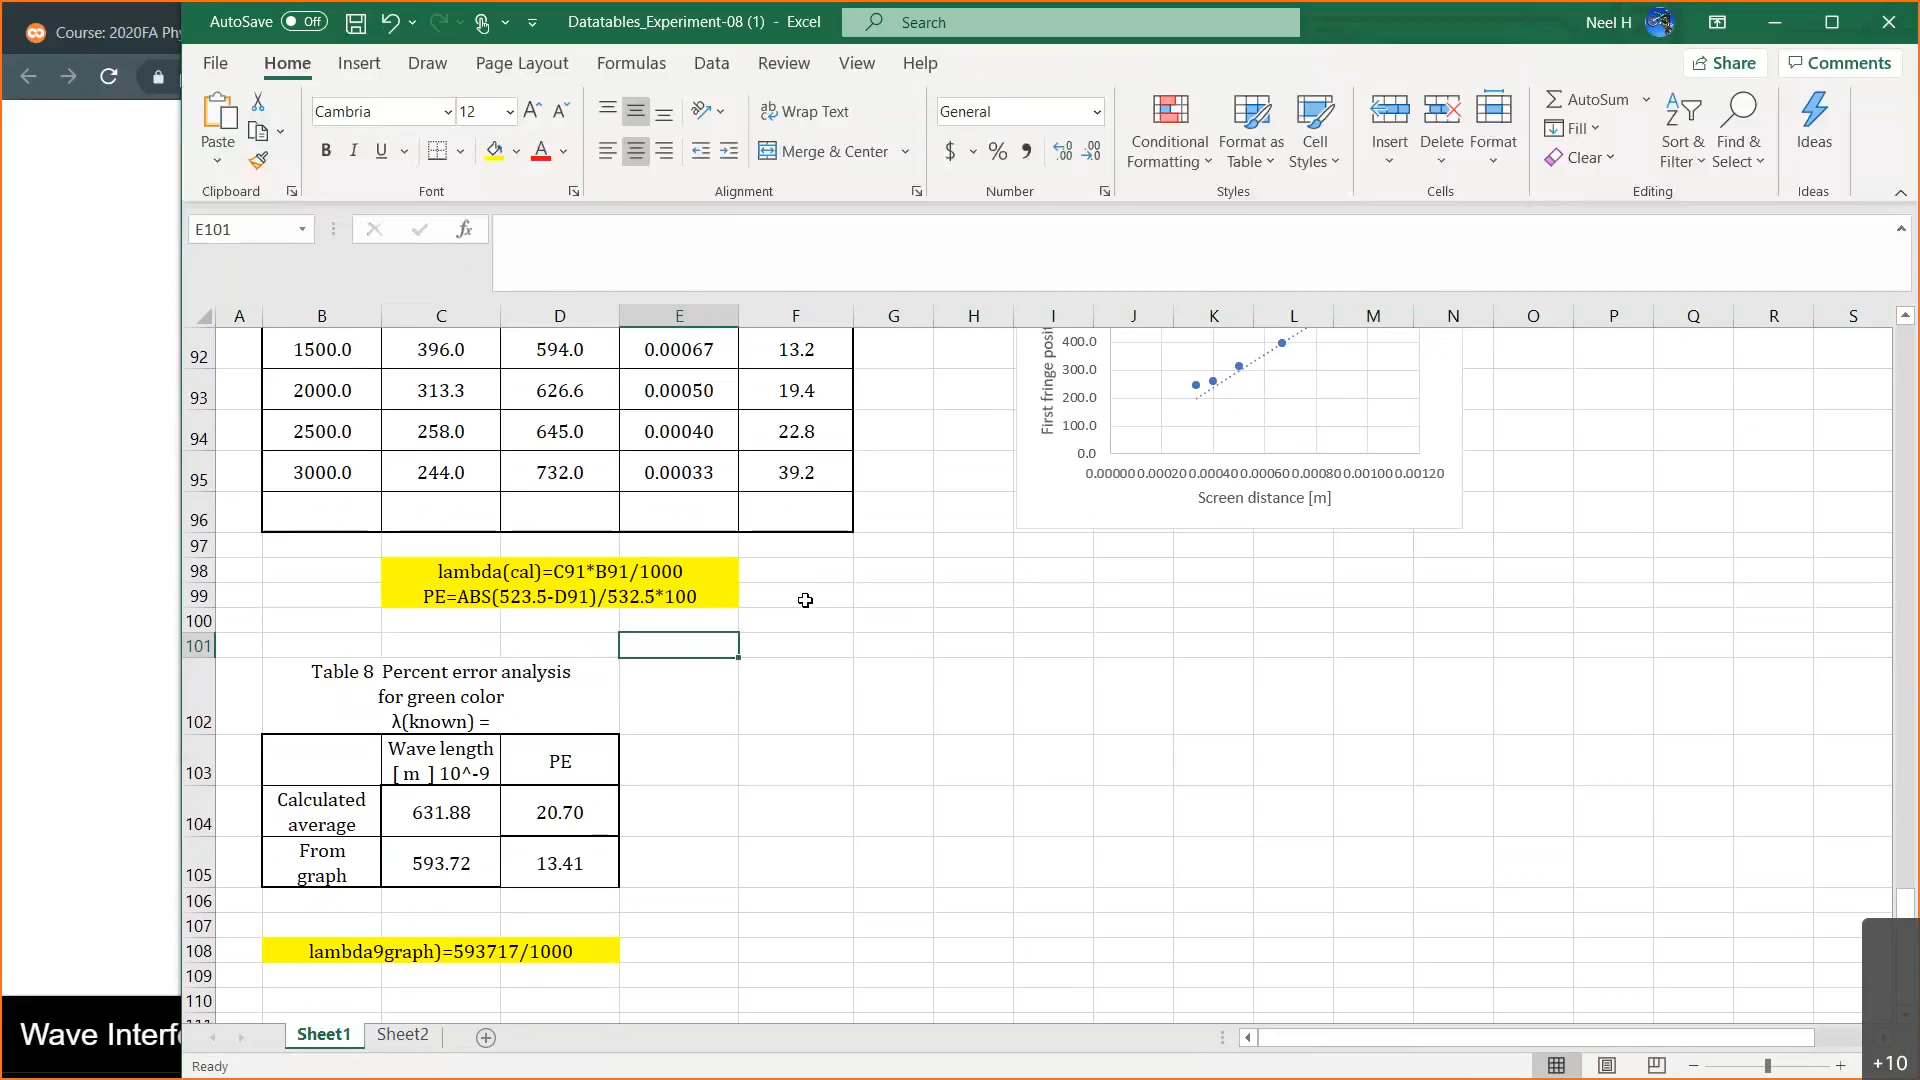 Course: 2020FA Ph
AutoSave Off
Datatables_Experiment-08 (1) - Excel
Search
Neel H
File Home Insert Draw Page Layout Formulas Data Review View Help
Share Comments
Paste
Clipboard
Cambria 12
B I U
Font
Wrap Text
Merge & Center
Alignment
General
$ % ,
Number
Conditional
Formatting
Format as
Table
Cell
Styles
Styles
Insert Delete Format
Cells
AutoSum
Fill
Clear
Sort &
Filter
Find &
Select
Editing
Ideas
Ideas
E101
fx
A B C D E F G H I J K L M N O P Q R S
92 1500.0 396.0 594.0 0.00067 13.2
93 2000.0 313.3 626.6 0.00050 19.4
94 2500.0 258.0 645.0 0.00040 22.8
95 3000.0 244.0 732.0 0.00033 39.2
96
97
98 lambda(cal)=C91*B91/1000
99 PE=ABS(523.5-D91)/532.5*100
100
101
Table 8 Percent error analysis
for green color
102 λ(known) =
Wave length
[ m ] 10^-9
PE
103
Calculated
average
631.88 20.70
104
From
graph
593.72 13.41
105
106
107
108 lambda9graph)=593717/1000
109
110
First fringe posit
400.0
300.0
200.0
100.0
0.0
0.00000 0.00020 0.00040 0.00060 0.00080 0.00100 0.00120
Screen distance [m]
Wave Interfe
Sheet1 Sheet2
Ready
+10